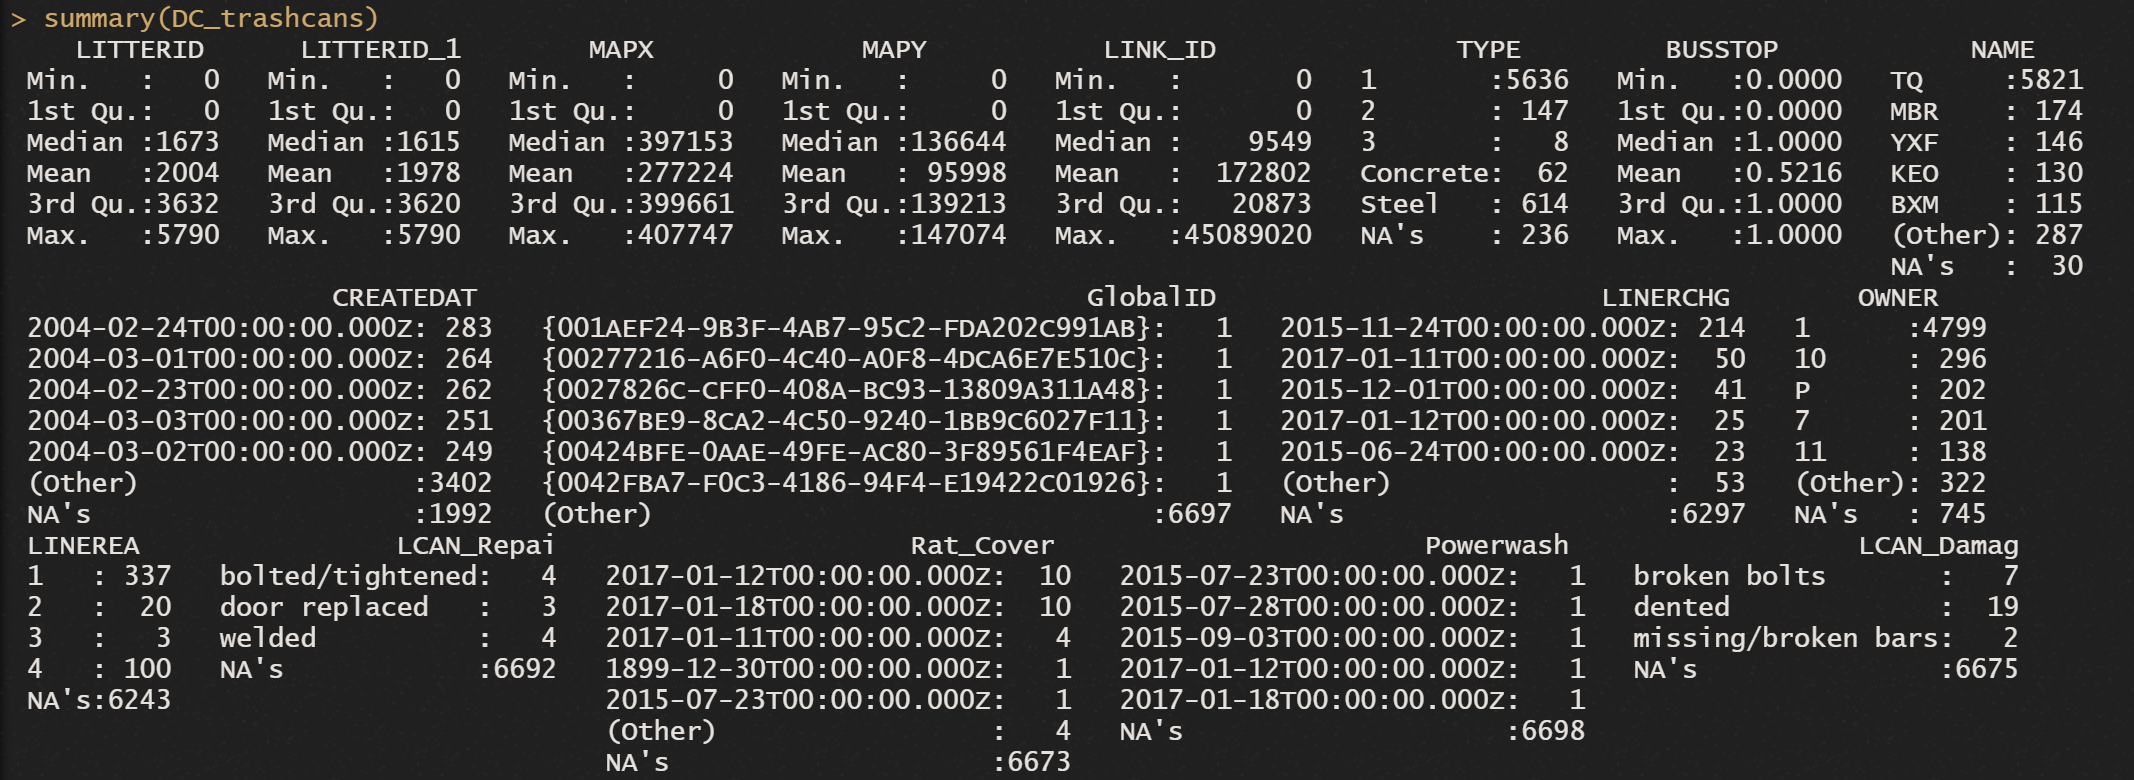 > summary(DC_trashcans)
LITTERID LITTERID_1 MAPX MAPY LINK_ID TYPE BUSSTOP NAME
Min. : 0 Min. : 0 Min. : 0 Min. : 0 Min. : 0 1 :5636 Min. :0.0000 TQ :5821
1st Qu.: 0 1st Qu.: 0 1st Qu.: 0 1st Qu.: 0 1st Qu.: 0 2 : 147 1st Qu.:0.0000 MBR : 174
Median :1673 Median :1615 Median :397153 Median :136644 Median : 9549 3 : 8 Median :1.0000 YXF : 146
Mean :2004 Mean :1978 Mean :277224 Mean : 95998 Mean : 172802 Concrete: 62 Mean :0.5216 KEO : 130
3rd Qu.:3632 3rd Qu.:3620 3rd Qu.:399661 3rd Qu.:139213 3rd Qu.: 20873 Steel : 614 3rd Qu.:1.0000 BXM : 115
Max. :5790 Max. :5790 Max. :407747 Max. :147074 Max. :45089020 NA's : 236 Max. :1.0000 (Other): 287
NA's : 30
CREATEDAT GlobalID LINERCHG OWNER
2004-02-24T00:00:00.000Z: 283 {001AEF24-9B3F-4AB7-95C2-FDA202C991AB}: 1 2015-11-24T00:00:00.000Z: 214 1 :4799
2004-03-01T00:00:00.000Z: 264 {00277216-A6F0-4C40-A0F8-4DCA6E7E510C}: 1 2017-01-11T00:00:00.000Z: 50 10 : 296
2004-02-23T00:00:00.000Z: 262 {0027826C-CFF0-408A-BC93-13809A311A48}: 1 2015-12-01T00:00:00.000Z: 41 P : 202
2004-03-03T00:00:00.000Z: 251 {00367BE9-8CA2-4C50-9240-1BB9C6027F11}: 1 2017-01-12T00:00:00.000Z: 25 7 : 201
2004-03-02T00:00:00.000Z: 249 {00424BFE-0AAE-49FE-AC80-3F89561F4EAF}: 1 2015-06-24T00:00:00.000Z: 23 11 : 138
(Other) :3402 {0042FBA7-F0C3-4186-94F4-E19422C01926}: 1 (Other) : 53 (Other): 322
NA's :1992 (Other) :6697 NA's :6297 NA's : 745
LINEREA LCAN_Repai Rat_Cover Powerwash LCAN_Damag
1 : 337 bolted/tightened: 4 2017-01-12T00:00:00.000Z: 10 2015-07-23T00:00:00.000Z: 1 broken bolts : 7
2 : 20 door replaced : 3 2017-01-18T00:00:00.000Z: 10 2015-07-28T00:00:00.000Z: 1 dented : 19
3 : 3 welded : 4 2017-01-11T00:00:00.000Z: 4 2015-09-03T00:00:00.000Z: 1 missing/broken bars: 2
4 : 100 NA's :6692 1899-12-30T00:00:00.000Z: 1 2017-01-12T00:00:00.000Z: 1 NA's :6675
NA's:6243 2015-07-23T00:00:00.000Z: 1 2017-01-18T00:00:00.000Z: 1
(Other) : 4 NA's :6698
NA's :6673